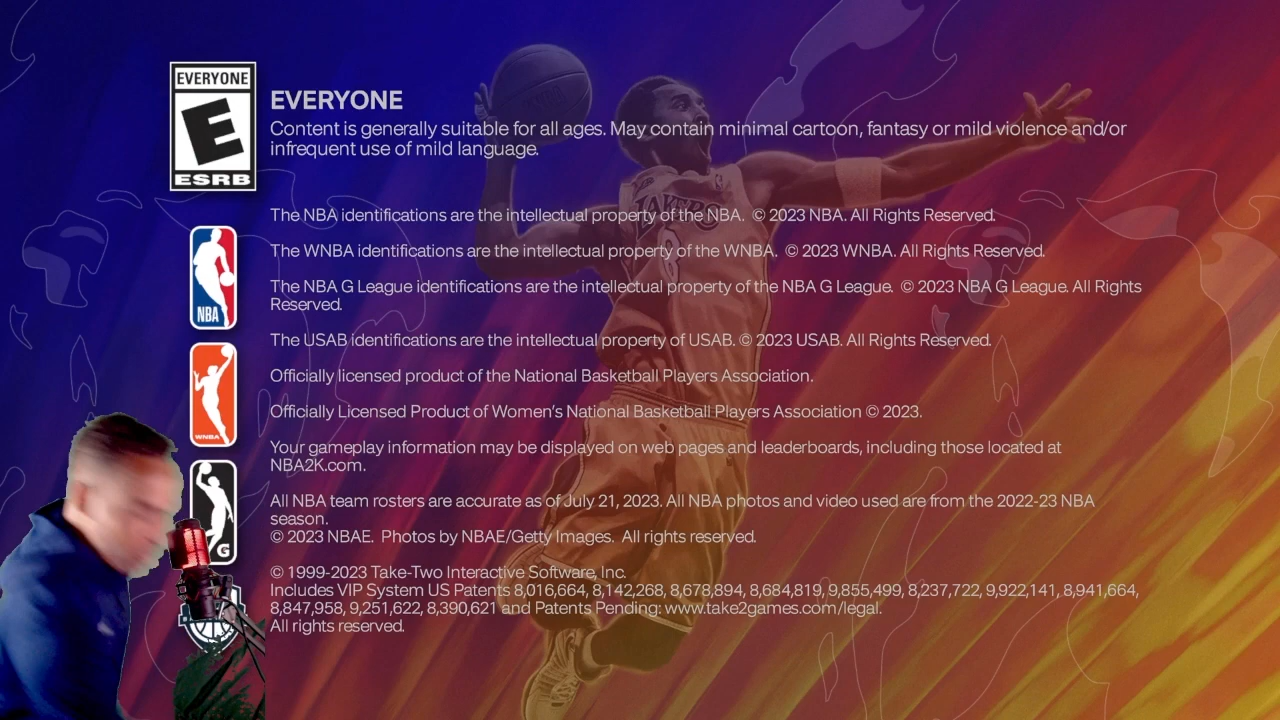 EVERYONE
E
ESRB
EVERYONE
Content is generally suitable for all ages. May contain minimal cartoon, fantasy or mild violence and/or
infrequent use of mild language.
LAKERS
8
The NBA identifications are the intellectual property of the NBA. © 2023 NBA. All Rights Reserved.
The WNBA identifications are the intellectual property of the WNBA. © 2023 WNBA. All Rights Reserved.
NBA
The NBA G League identifications are the intellectual property of the NBA G League. © 2023 NBA G League. All Rights
Reserved.
The USAB identifications are the intellectual property of USAB. © 2023 USAB. All Rights Reserved.
Officially licensed product of the National Basketball Players Association.
WNBA
Officially Licensed Product of Women's National Basketball Players Association © 2023.
Your gameplay information may be displayed on web pages and leaderboards, including those located at
NBA2K.com.
All NBA team rosters are accurate as of July 21, 2023. All NBA photos and video used are from the 2022-23 NBA
season.
G
© 2023 NBAE. Photos by NBAE/Getty Images. All rights reserved.
© 1999-2023 Take-Two Interactive Software, Inc.
Includes VIP System US Patents 8,016,664, 8,142,268, 8,678,894, 8,684,819, 9,855,499, 8,237,722, 9,922,141, 8,941,664,
8,847,958, 9,251,622, 8,390,621 and Patents Pending: www.take2games.com/legal.
All rights reserved.